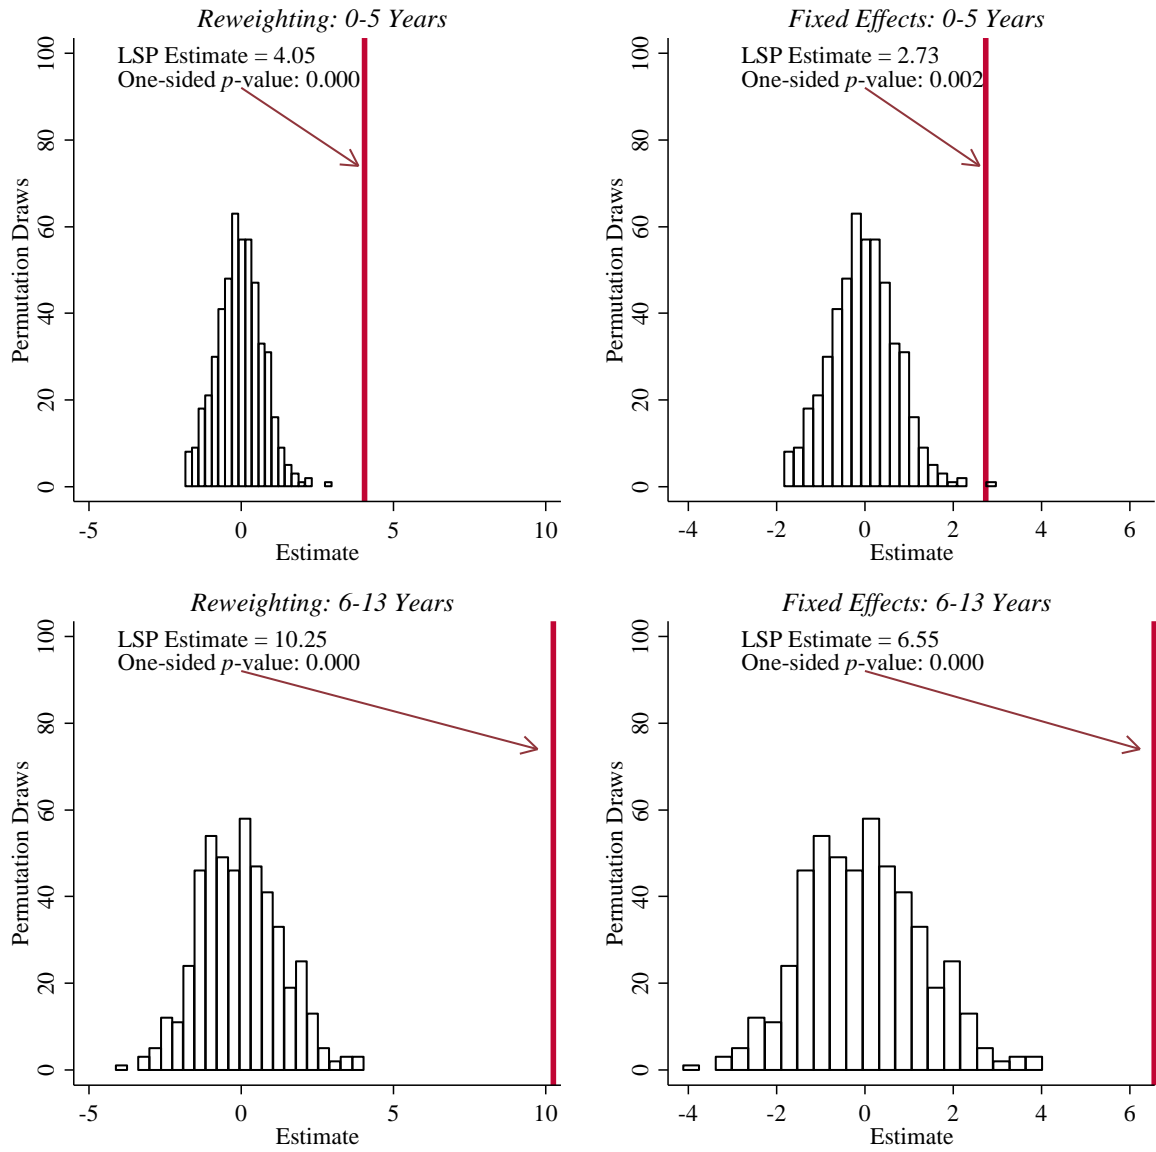 Reweighting: 0-5 Years
LSP Estimate = 4.05
One-sided p-value: 0.000
Permutation Draws
100
80
60
40
20
0
-5
0
5
10
Estimate
Fixed Effects: 0-5 Years
LSP Estimate = 2.73
One-sided p-value: 0.002
Permutation Draws
100
80
60
40
20
0
-4
-2
0
2
4
6
Estimate
Reweighting: 6-13 Years
LSP Estimate = 10.25
One-sided p-value: 0.000
Permutation Draws
100
80
60
40
20
0
-5
0
5
10
Estimate
Fixed Effects: 6-13 Years
LSP Estimate = 6.55
One-sided p-value: 0.000
Permutation Draws
100
80
60
40
20
0
-4
-2
0
2
4
6
Estimate